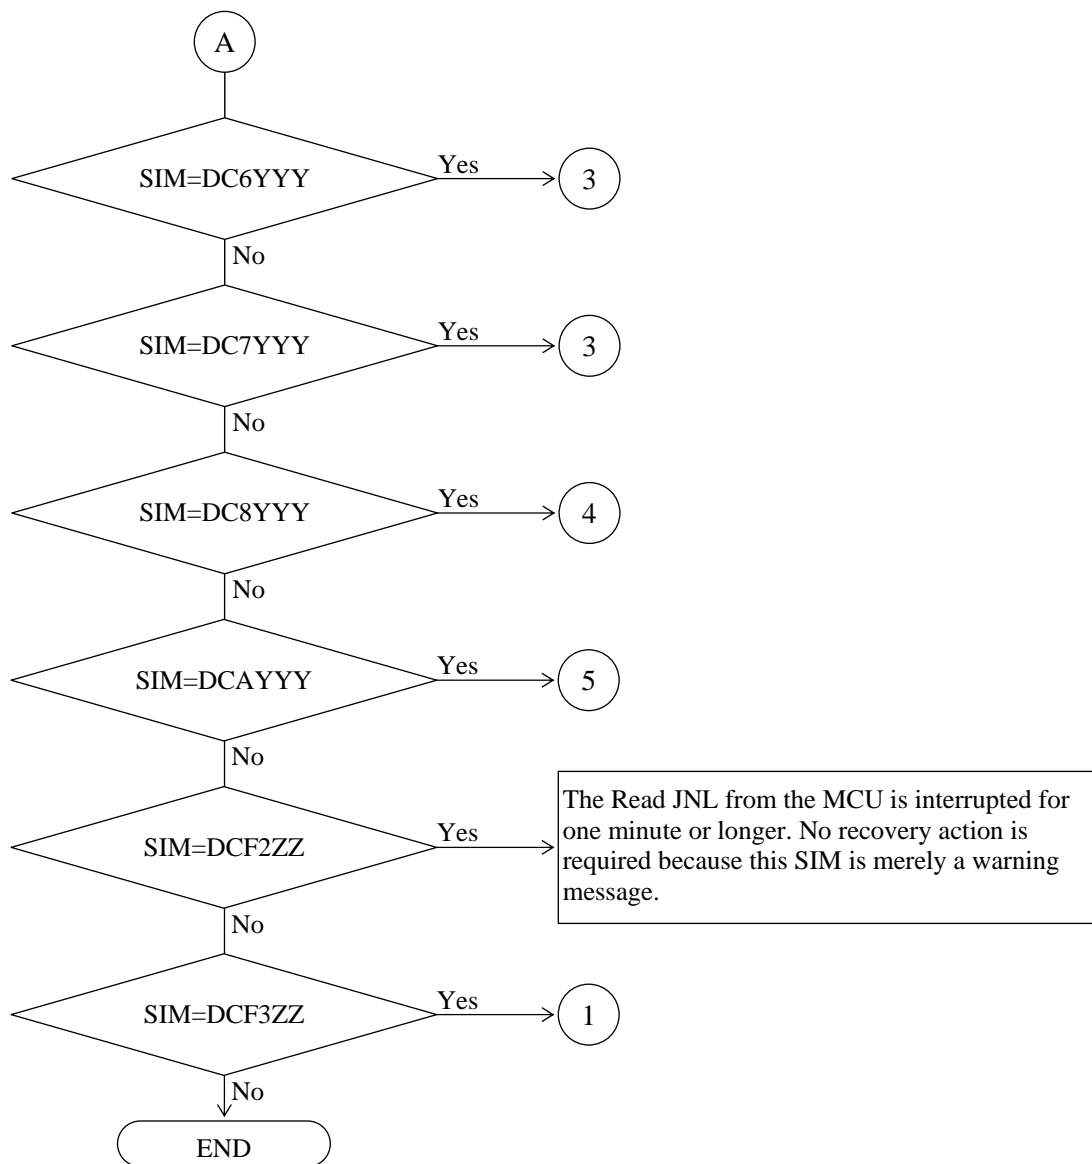 A
SIM=DC6YYY
Yes
3
No
SIM=DC7YYY
Yes
3
No
SIM=DC8YYY
Yes
4
No
SIM=DCAYYY
Yes
5
No
SIM=DCF2ZZ
Yes
The Read JNL from the MCU is interrupted for
one minute or longer. No recovery action is
required because this SIM is merely a warning
message.
No
SIM=DCF3ZZ
Yes
1
No
END